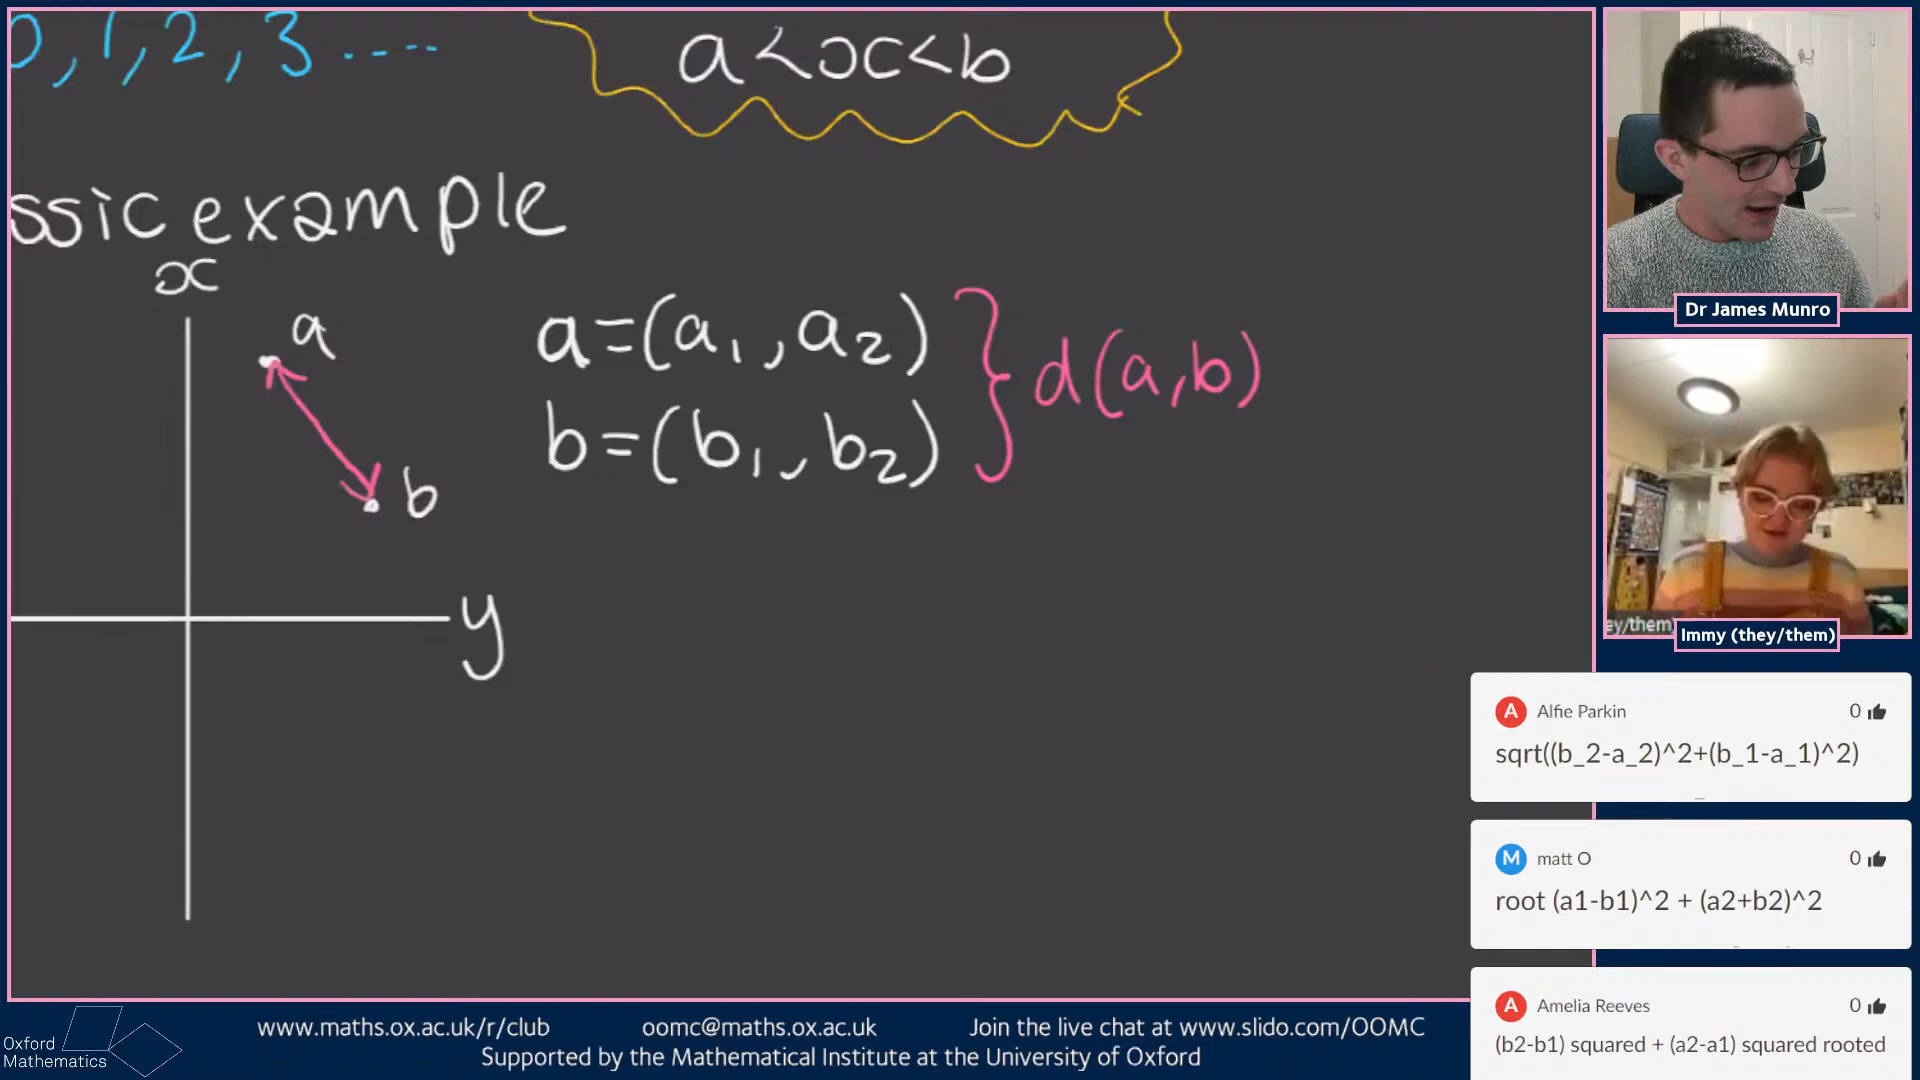 0, 1, 2, 3 ....
a<x<b
ssic example
x
a
a=(a₁, a₂)
b=(b₁, b₂)
d(a,b)
b
y
Dr James Munro
ey/them)
Immy (they/them)
A Alfie Parkin 0
sqrt((b_2-a_2)^2+(b_1-a_1)^2)
M matt O 0
root (a1-b1)^2 + (a2+b2)^2
A Amelia Reeves 0
(b2-b1) squared + (a2-a1) squared rooted
Oxford
Mathematics
www.maths.ox.ac.uk/r/club oomc@maths.ox.ac.uk Join the live chat at www.slido.com/OOMC
Supported by the Mathematical Institute at the University of Oxford